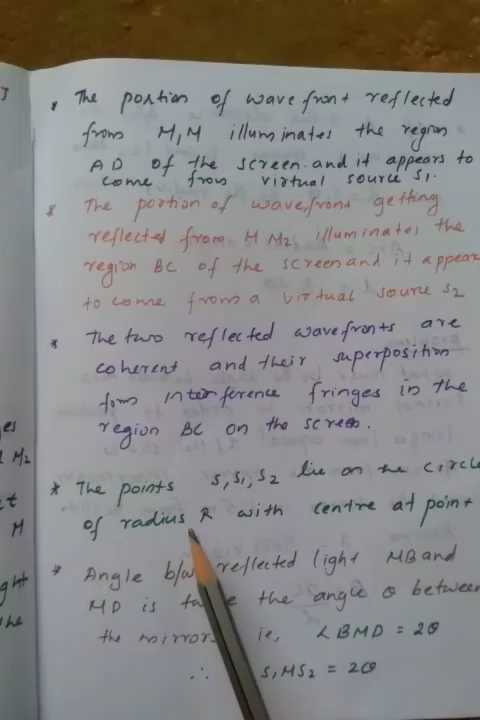 * The portion of wavefront reflected
from M1M illuminates the region
AD of the screen. and it appears to
come from virtual source S1.
* The portion of wavefront getting
reflected from M M2 illuminates the
region BC of the screen and it appear
to come from a virtual source S2
* The two reflected wavefronts are
coherent and their superposition
form interference fringes in the
region BC on the screen.
* The points S, S1, S2 lie on the circle
of radius R with centre at point
* Angle b/w reflected light MB and
MD is the angle θ between
the mirrors ie, ∠BMD = 2θ
∴ S1MS2 = 2θ
M2
M
ght
the